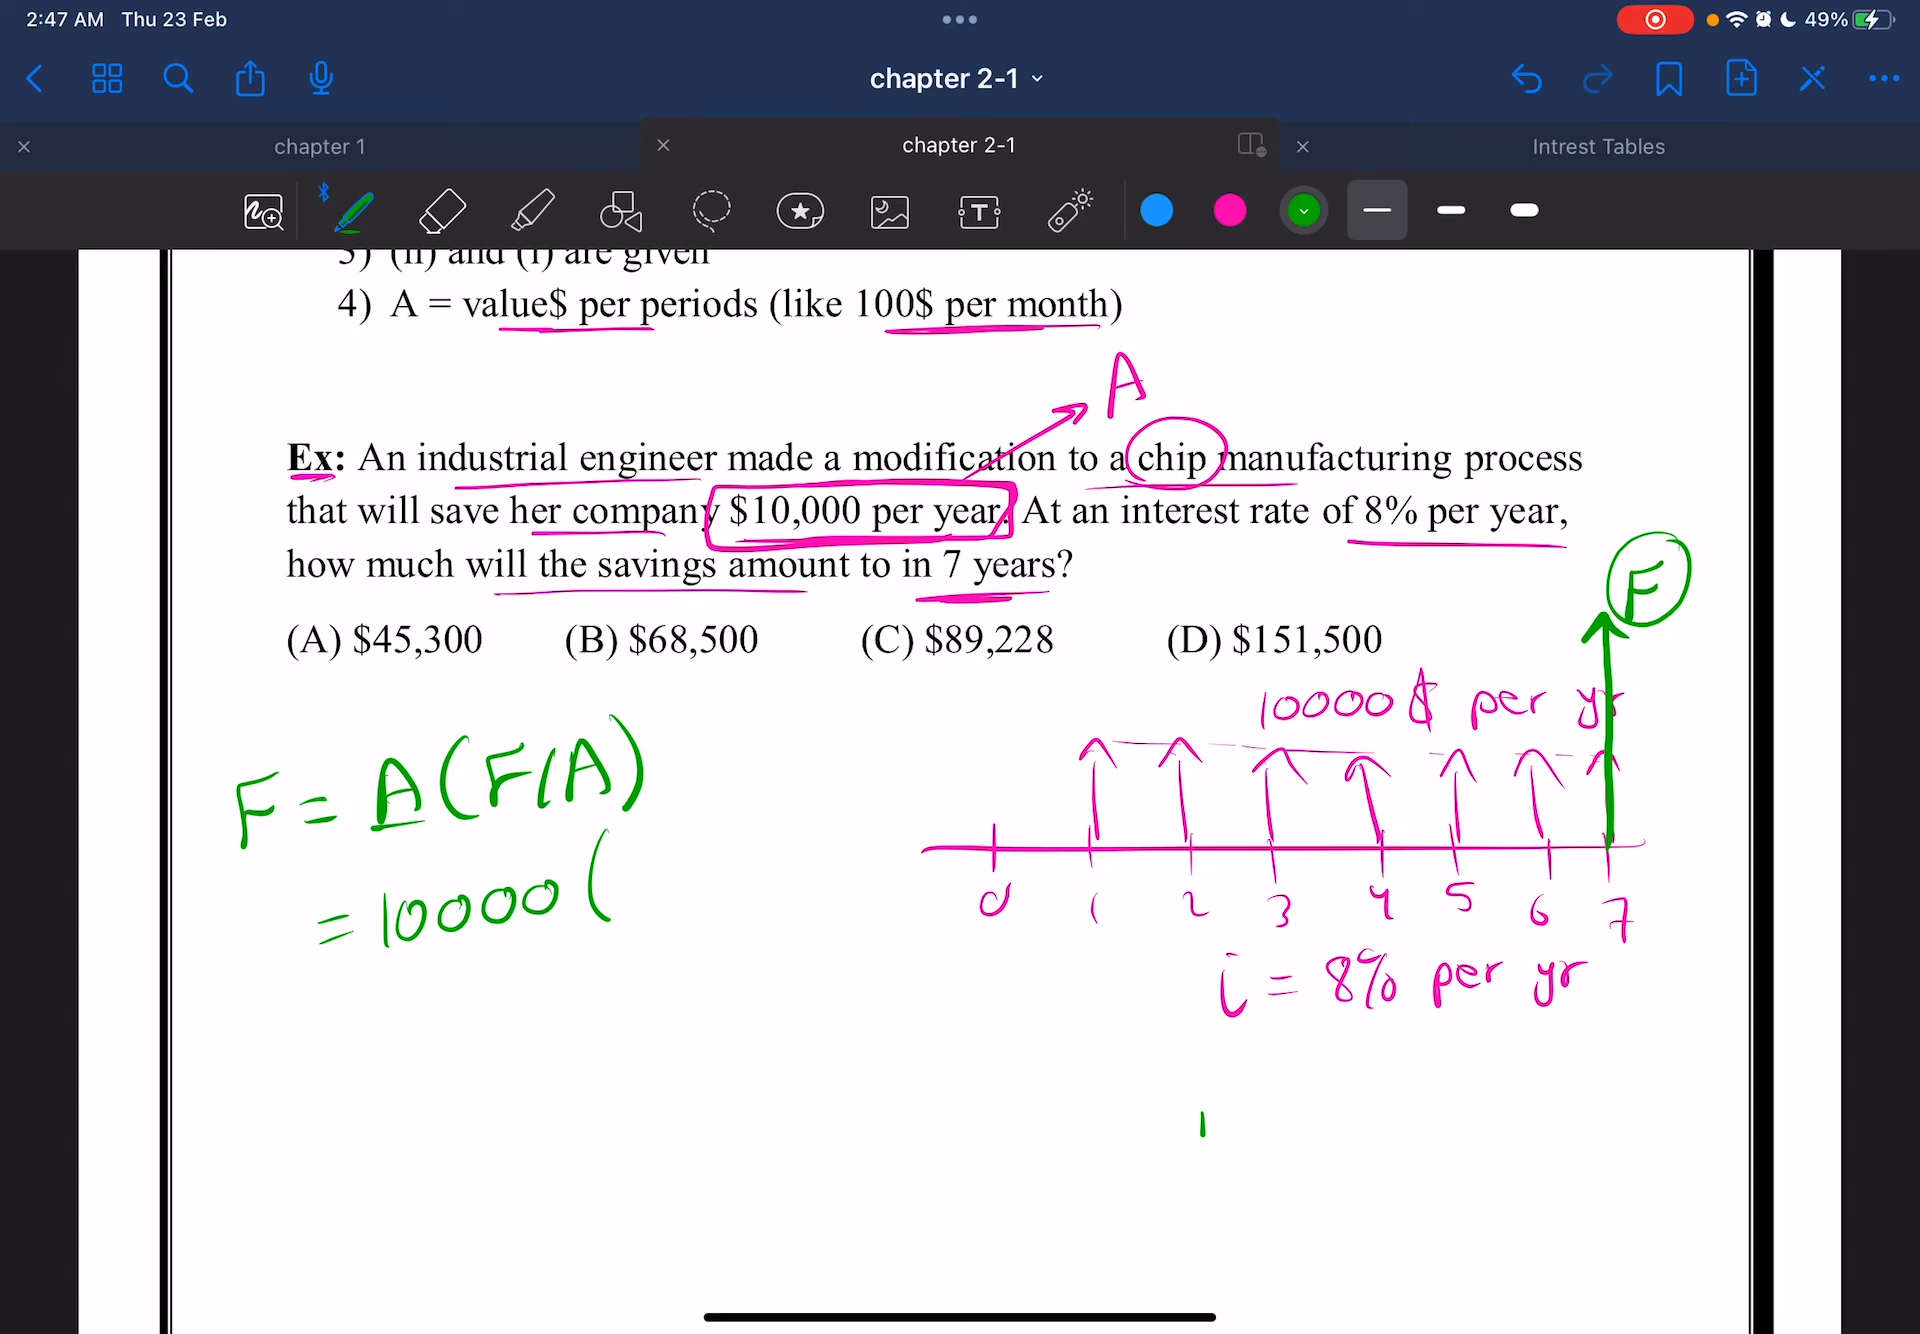 2:47 AM Thu 23 Feb
49%
chapter 2-1
chapter 1
chapter 2-1
Intrest Tables
T
3) (n) and (i) are given
4) A = value$ per periods (like 100$ per month)
A
Ex: An industrial engineer made a modification to a chip manufacturing process
that will save her company $10,000 per year. At an interest rate of 8% per year,
how much will the savings amount to in 7 years?
F
(A) $45,300 (B) $68,500 (C) $89,228 (D) $151,500
10000 $ per yr
F = A (F/A)
= 10000 (
0 1 2 3 4 5 6 7
i = 8% per yr